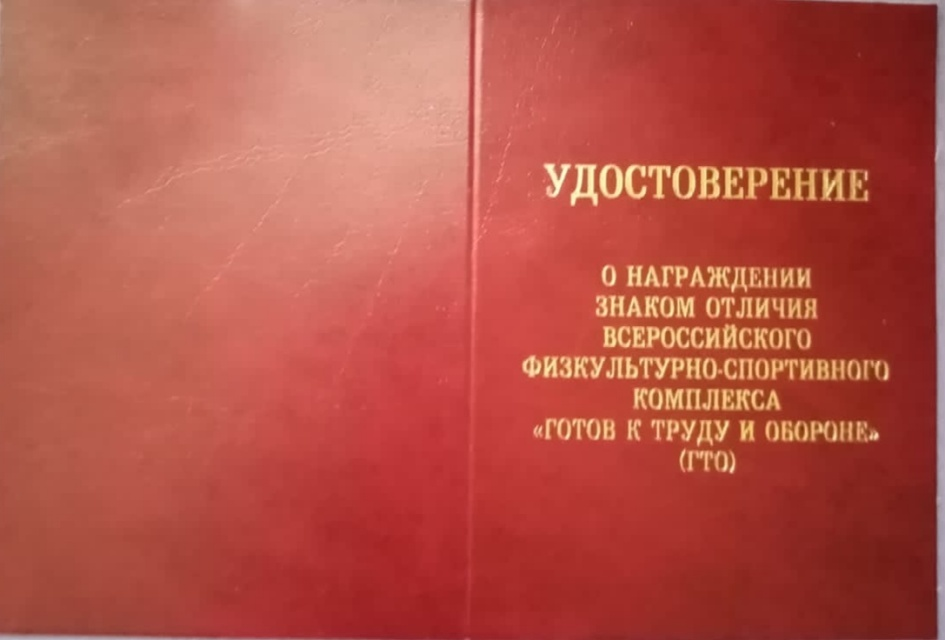 УДОСТОВЕРЕНИЕ
О НАГРАЖДЕНИИ
ЗНАКОМ ОТЛИЧИЯ
ВСЕРОССИЙСКОГО
ФИЗКУЛЬТУРНО-СПОРТИВНОГО
КОМПЛЕКСА
«ГОТОВ К ТРУДУ И ОБОРОНЕ»
(ГТО)